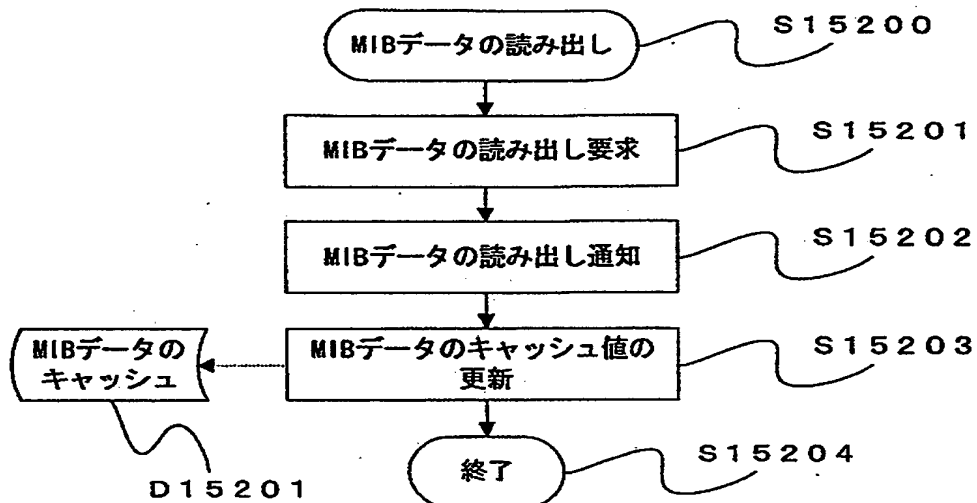 MIBデータの読み出し
S15200
MIBデータの読み出し要求
S15201
MIBデータの読み出し通知
S15202
MIBデータの
キャッシュ
MIBデータのキャッシュ値の
更新
S15203
D15201
終了
S15204